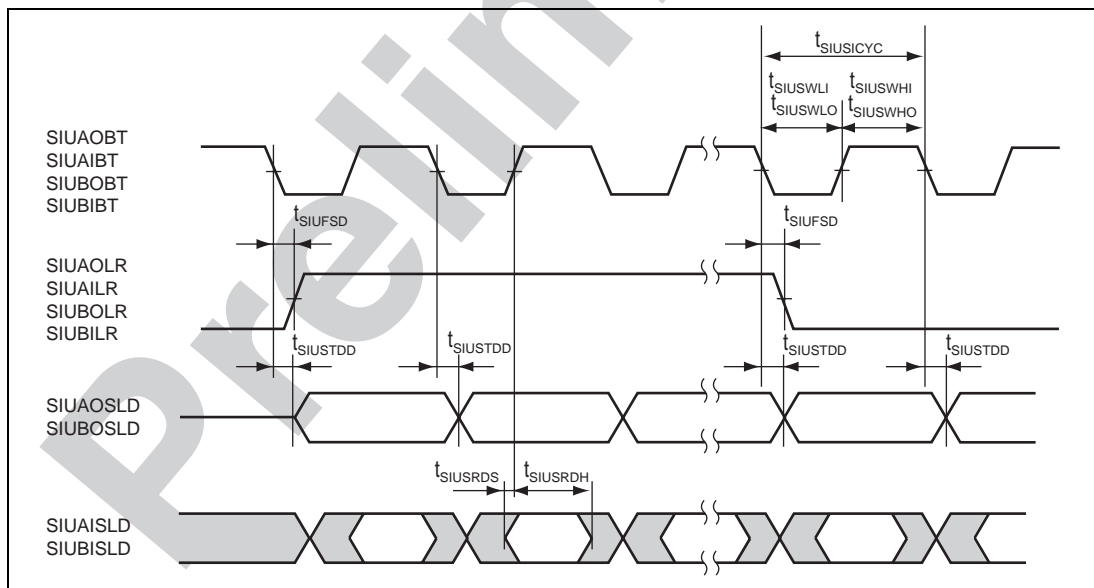 tSIUSICYC
tSIUSWLI
tSIUSWHI
tSIUSWLO
tSIUSWHO
SIUAOBT
SIUAIBT
SIUBOBT
SIUBIBT
tSIUFSD
tSIUFSD
SIUAOLR
SIUAILR
SIUBOLR
SIUBILR
tSIUSTDD
tSIUSTDD
tSIUSTDD
tSIUSTDD
SIUAOSLD
SIUBOSLD
tSIUSRDS
tSIUSRDH
SIUAISLD
SIUBISLD
Prelim